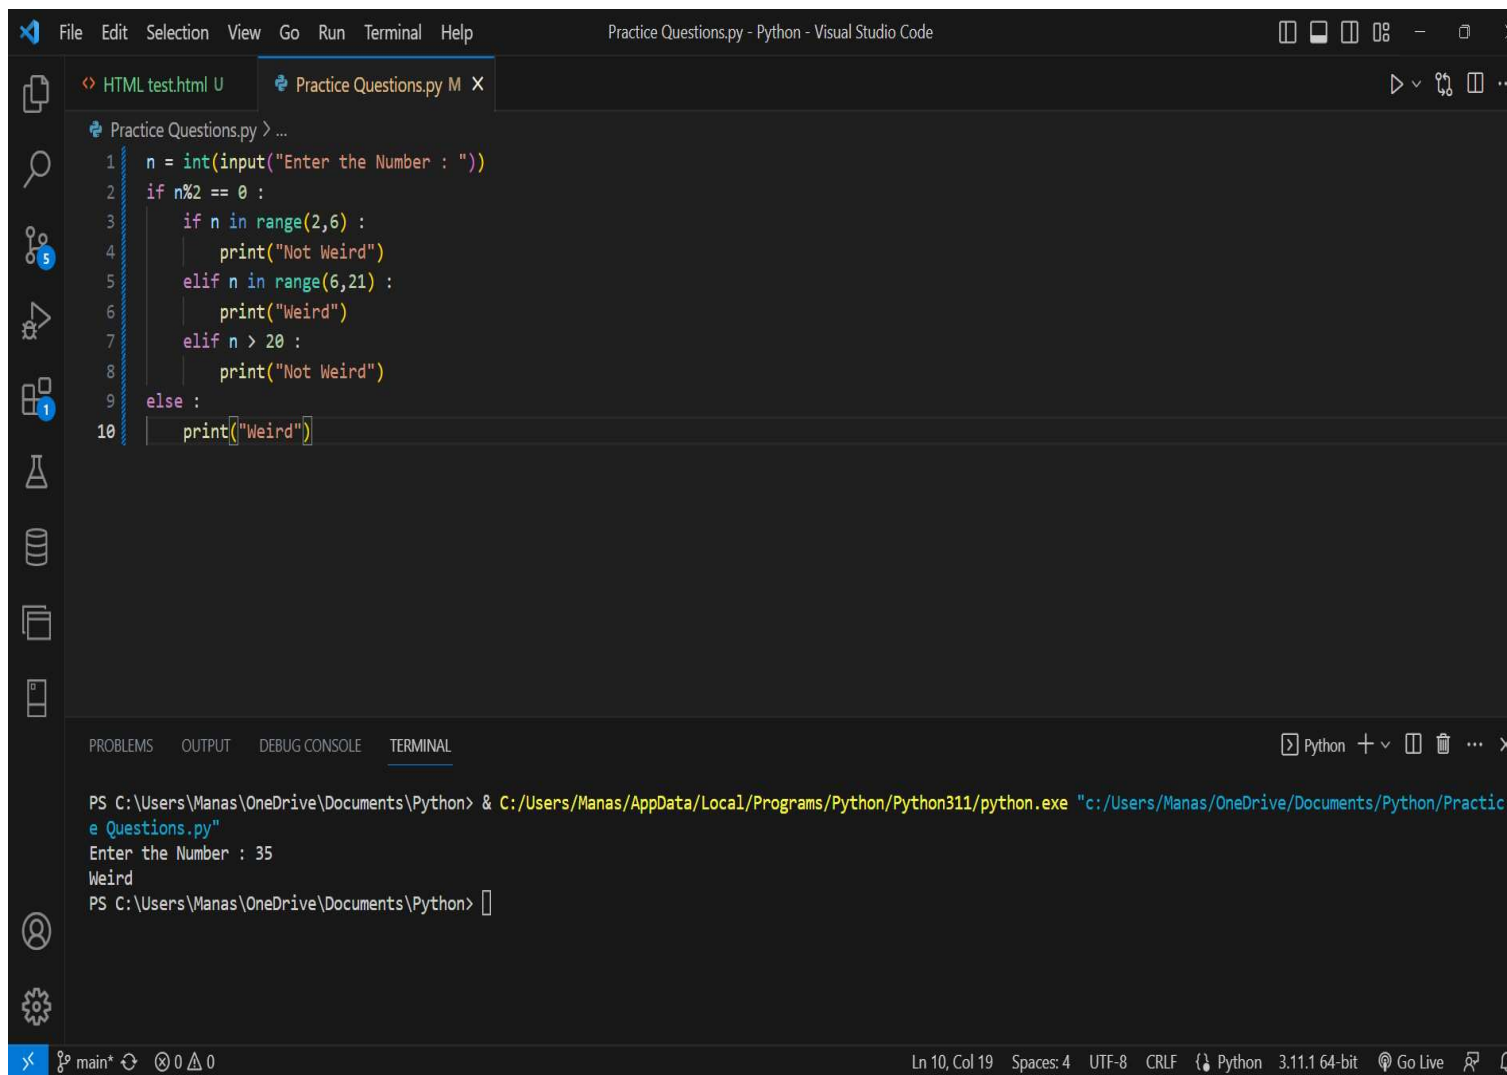 File Edit Selection View Go Run Terminal Help Practice Questions.py - Python - Visual Studio Code
HTML test.html U Practice Questions.py M
Practice Questions.py > ...
1 n = int(input("Enter the Number : "))
2 if n%2 == 0 :
3     if n in range(2,6) :
4         print("Not Weird")
5     elif n in range(6,21) :
6         print("Weird")
7     elif n > 20 :
8         print("Not Weird")
9 else :
10     print("Weird")
5
1
PROBLEMS OUTPUT DEBUG CONSOLE TERMINAL Python
PS C:\Users\Manas\OneDrive\Documents\Python> & C:/Users/Manas/AppData/Local/Programs/Python/Python311/python.exe "c:/Users/Manas/OneDrive/Documents/Python/Practic
e Questions.py"
Enter the Number : 35
Weird
PS C:\Users\Manas\OneDrive\Documents\Python>
main* 0 0 Ln 10, Col 19 Spaces: 4 UTF-8 CRLF Python 3.11.1 64-bit Go Live